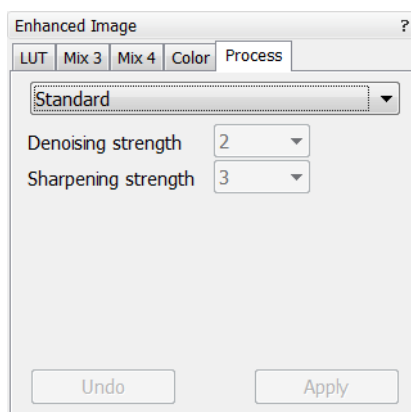 Enhanced Image ?
LUT Mix 3 Mix 4 Color Process
Standard
Denoising strength 2
Sharpening strength 3
Undo Apply